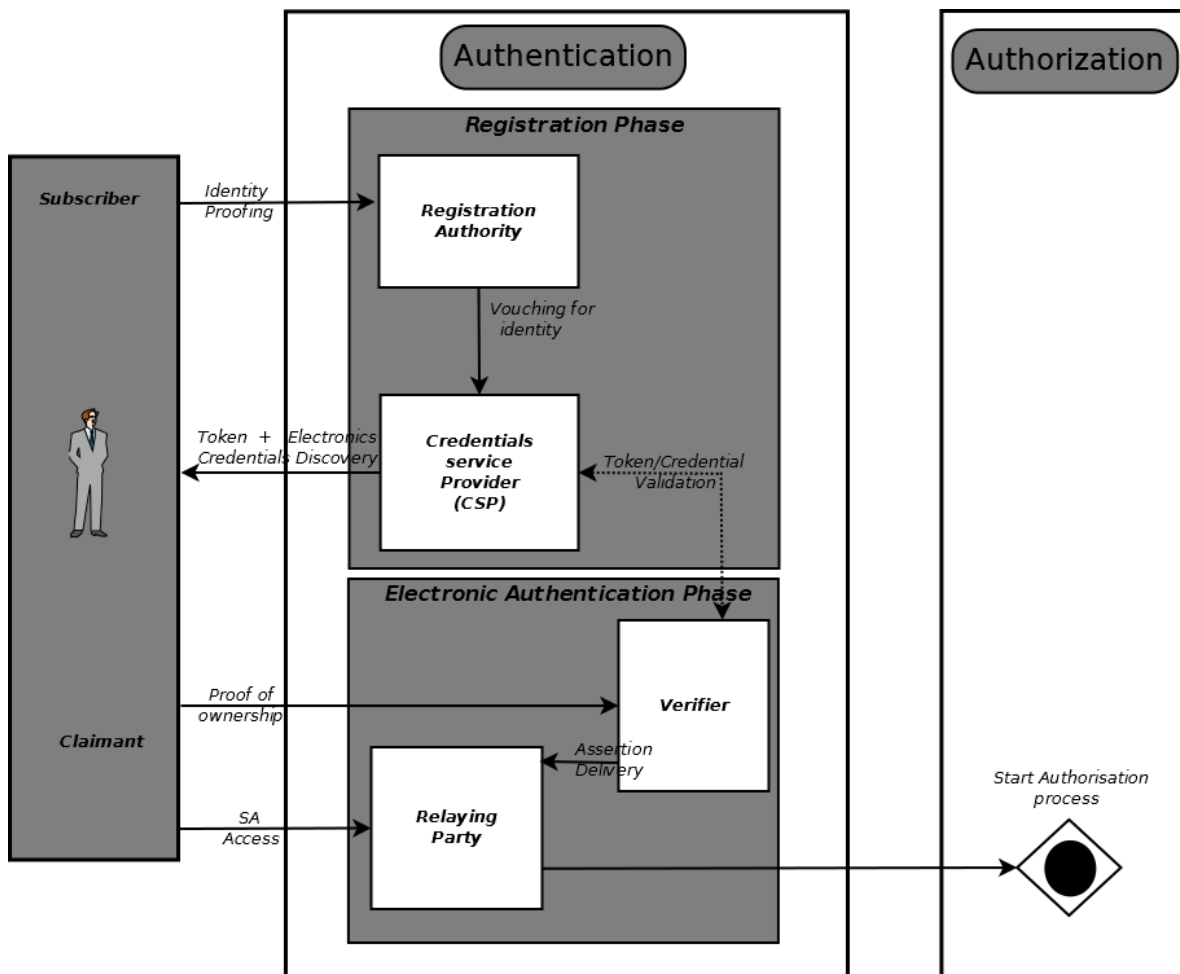 Authentication
Authorization
Registration Phase
Subscriber
Identity
Proofing
Registration
Authority
Vouching for
identity
Token + Electronics
Credentials Discovery
Credentials
service
Provider
(CSP)
Token/Credential
Validation
Electronic Authentication Phase
Proof of
ownership
Verifier
Claimant
Assertion
Delivery
SA
Access
Relaying
Party
Start Authorisation
process